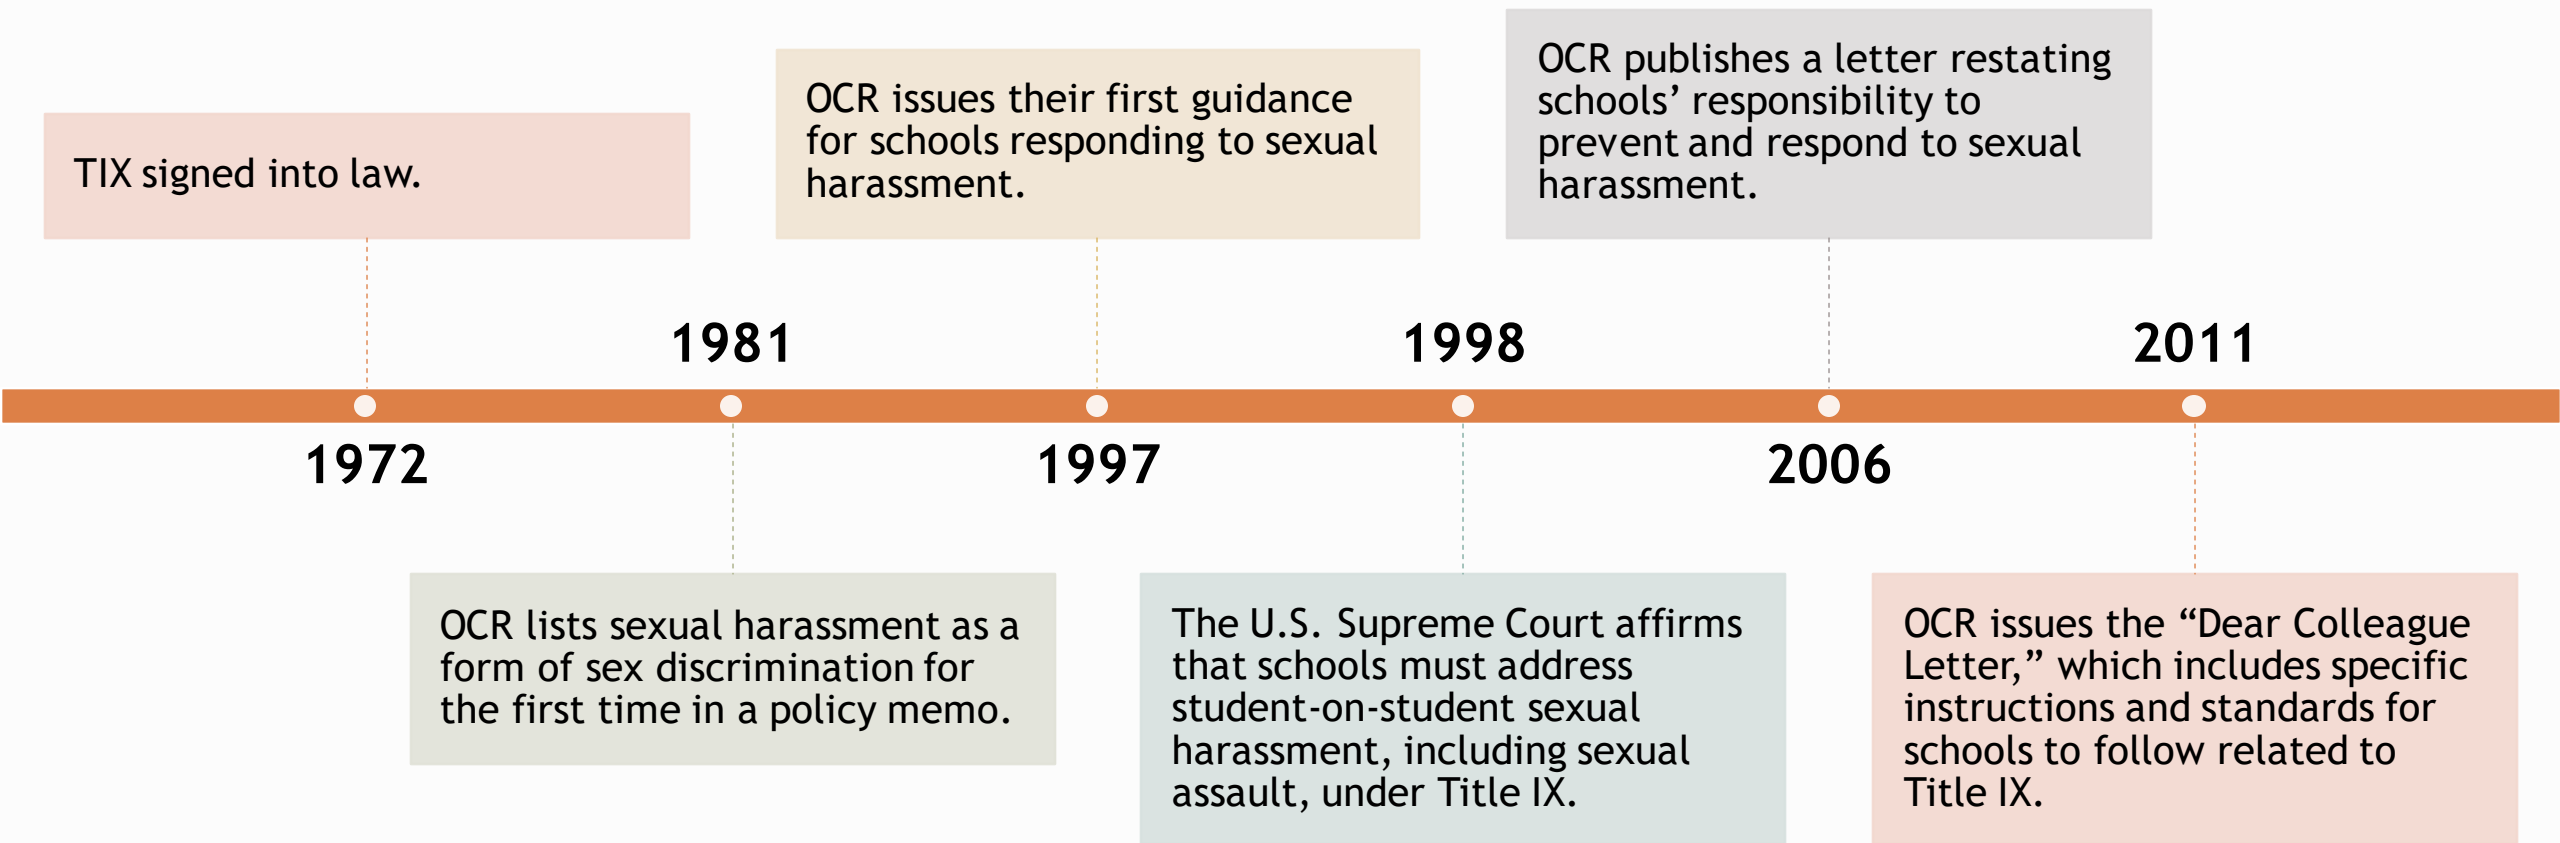 TIX signed into law.
OCR issues their first guidance
for schools responding to sexual
harassment.
OCR publishes a letter restating
schools’ responsibility to
prevent and respond to sexual
harassment.
1981
1998
2011
1972
1997
2006
OCR lists sexual harassment as a
form of sex discrimination for
the first time in a policy memo.
The U.S. Supreme Court affirms
that schools must address
student-on-student sexual
harassment, including sexual
assault, under Title IX.
OCR issues the “Dear Colleague
Letter,” which includes specific
instructions and standards for
schools to follow related to
Title IX.